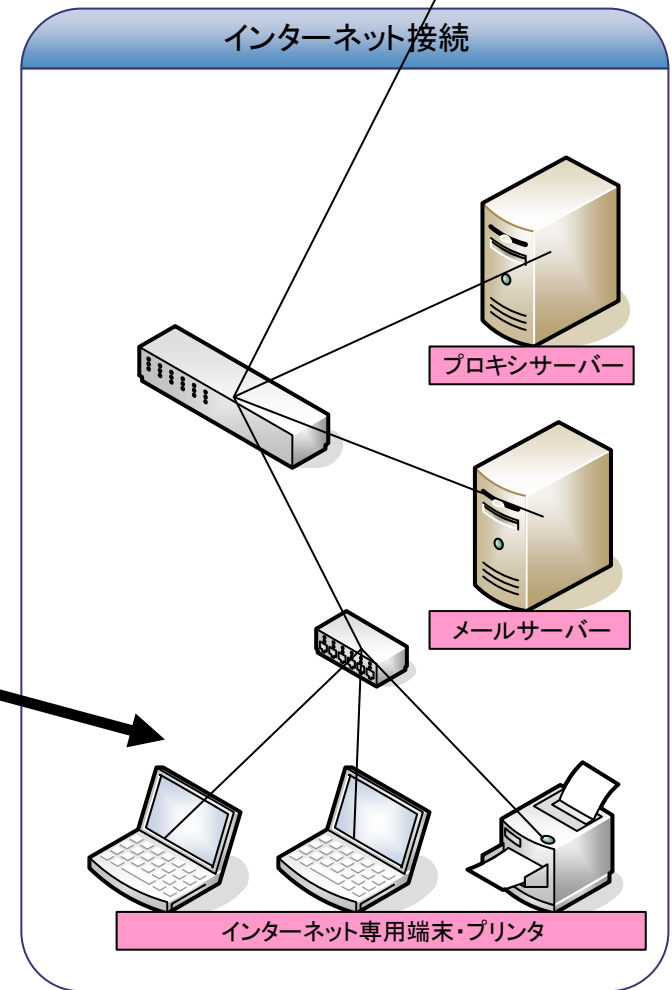 インターネット接続
プロキシサーバー
メールサーバー
インターネット専用端末・プリンタ